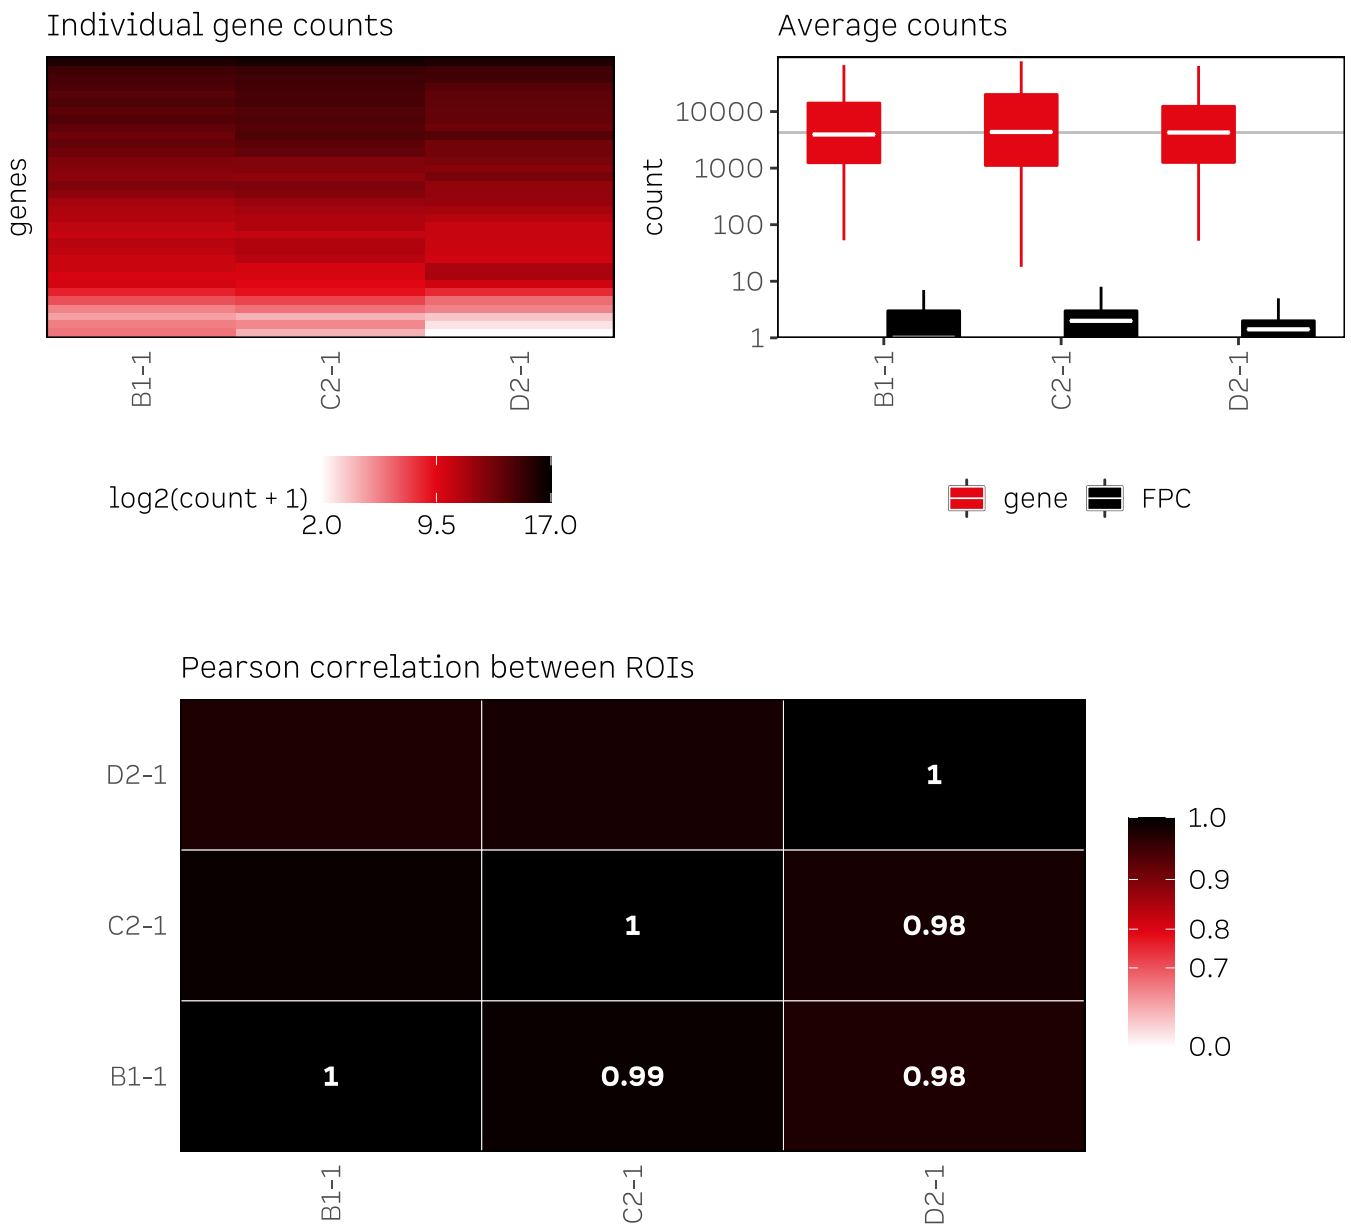 Individual gene counts
genes
B1-1
C2-1
D2-1
log2(count + 1)
2.0 9.5 17.0
Average counts
count
10000
1000
100
10
1
B1-1
C2-1
D2-1
gene FPC
Pearson correlation between ROIs
D2-1
1
C2-1
1 0.98
B1-1
1 0.99 0.98
B1-1
C2-1
D2-1
1.0
0.9
0.8
0.7
0.0